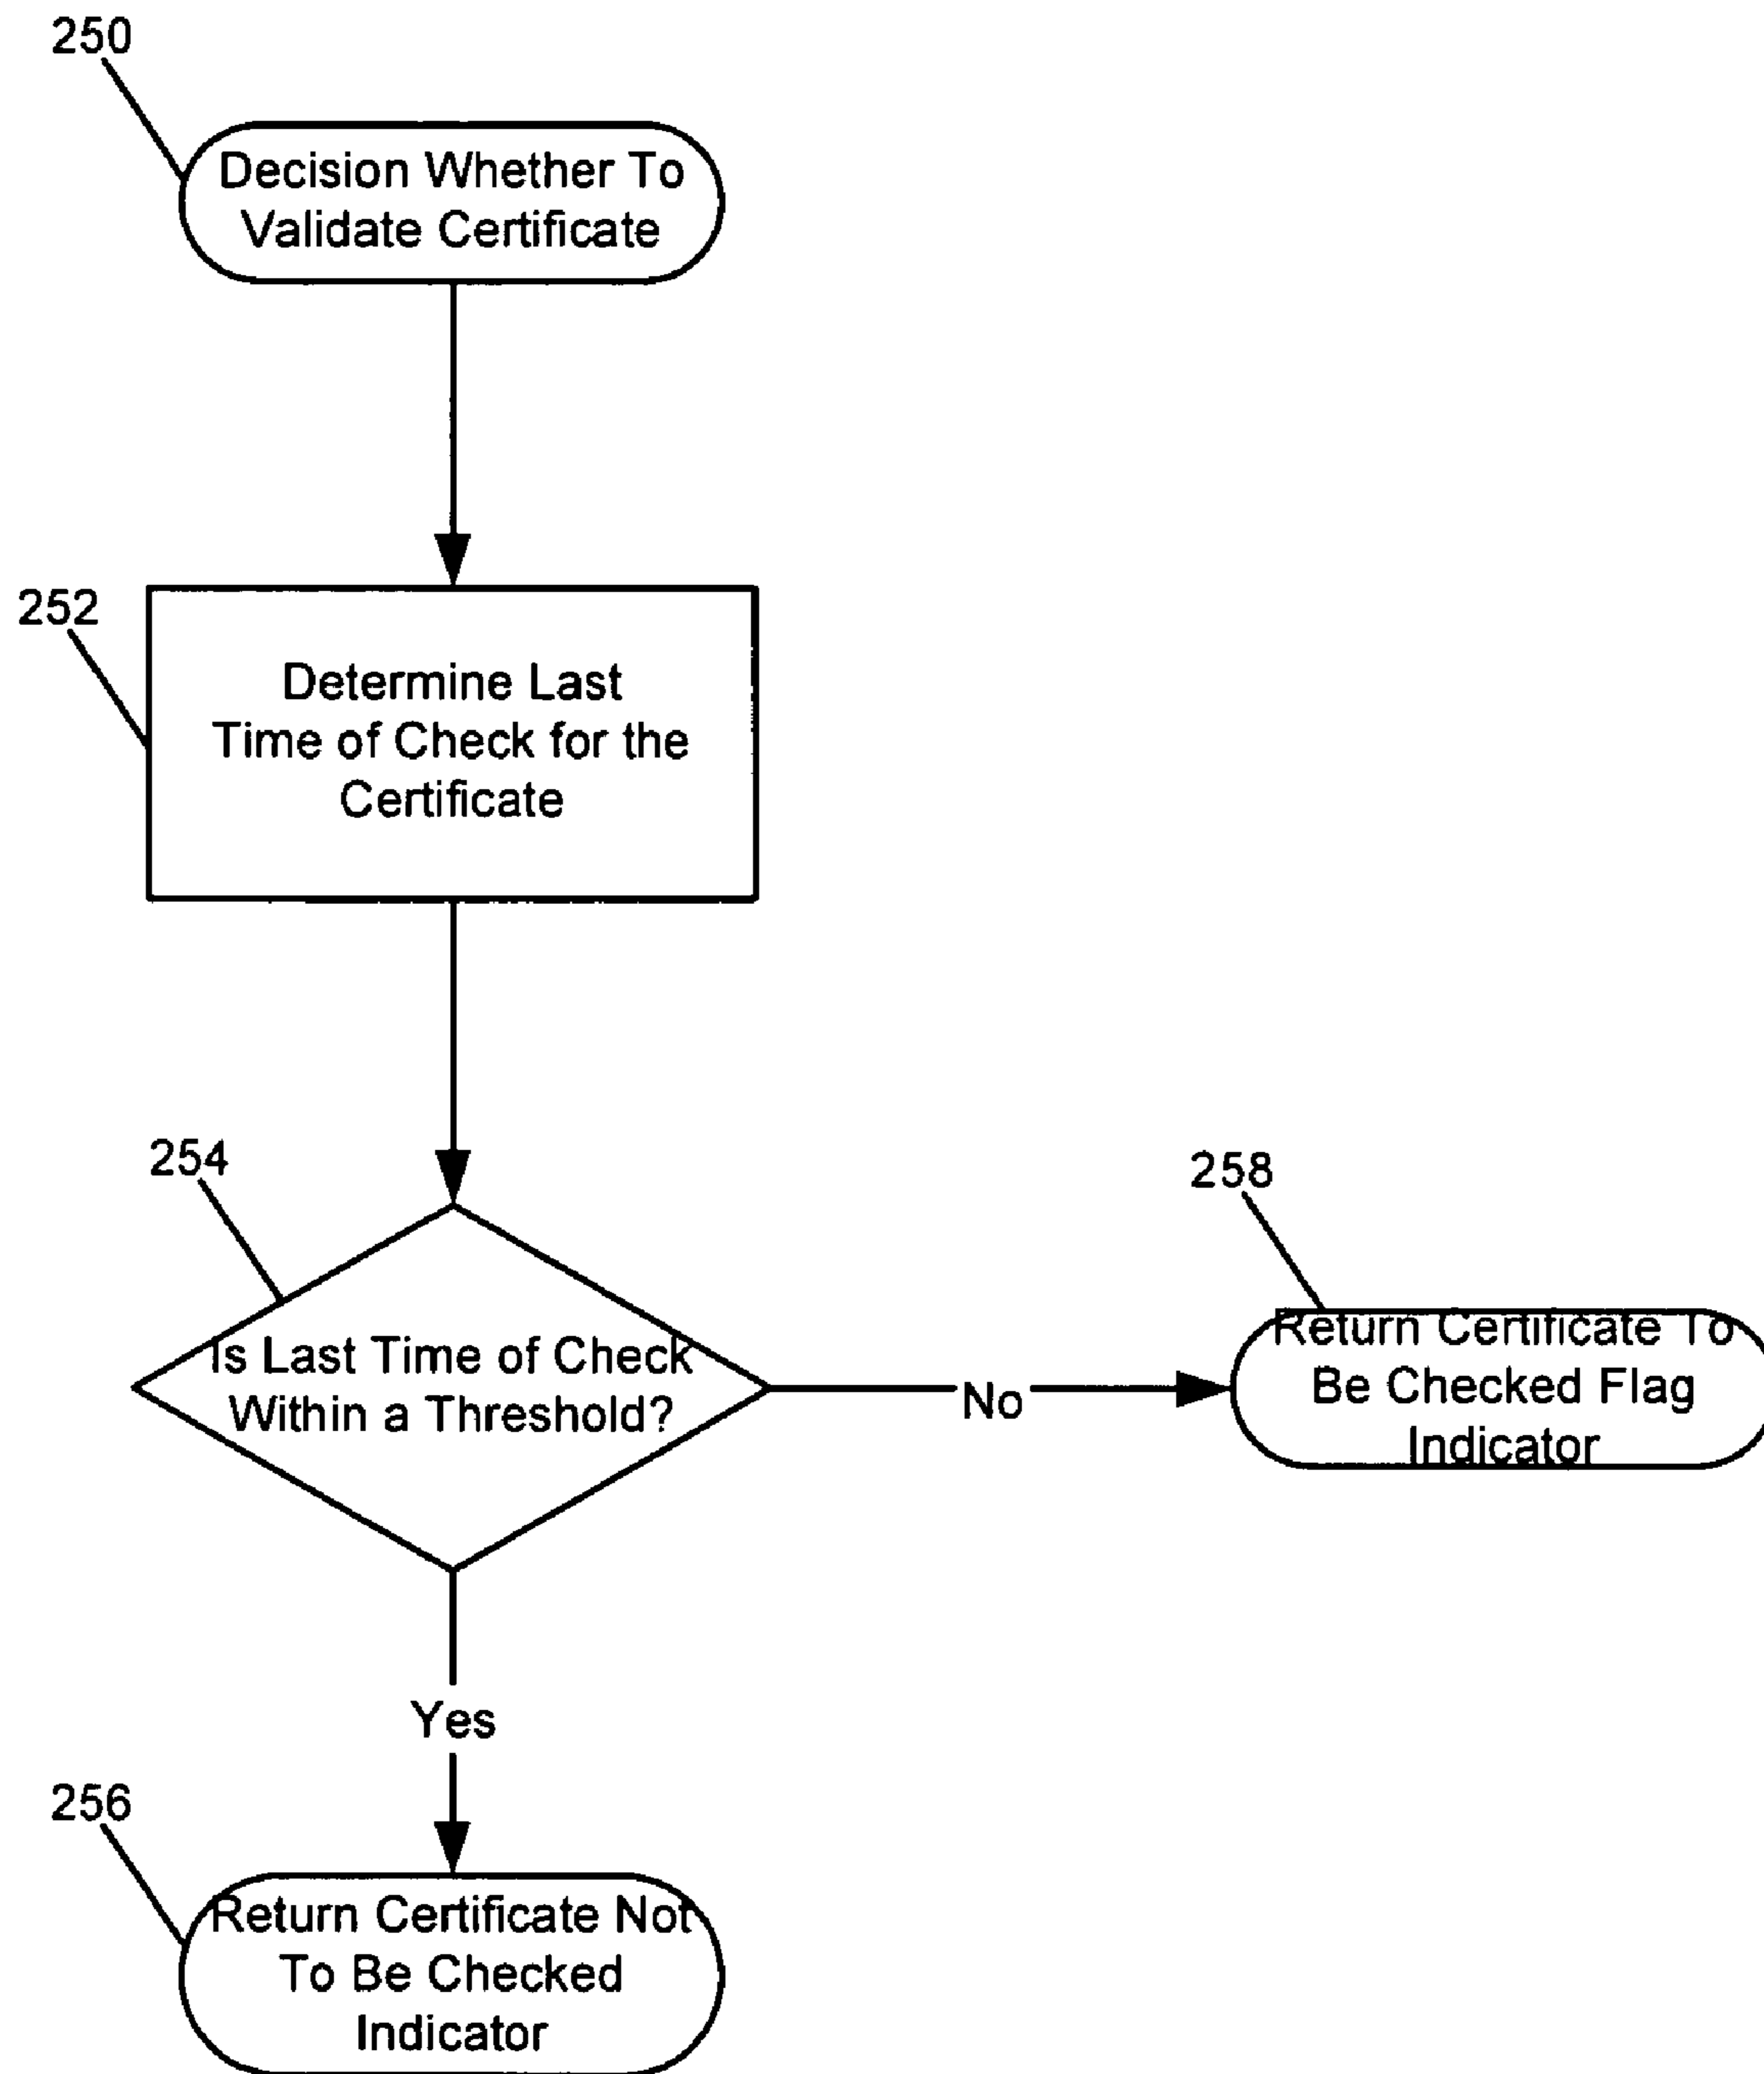 250
Decision Whether To
Validate Certificate
252
Determine Last
Time of Check for the
Certificate
254
Is Last Time of Check
Within a Threshold?
No
258
Return Certificate To
Be Checked Flag
Indicator
Yes
256
Return Certificate Not
To Be Checked
Indicator